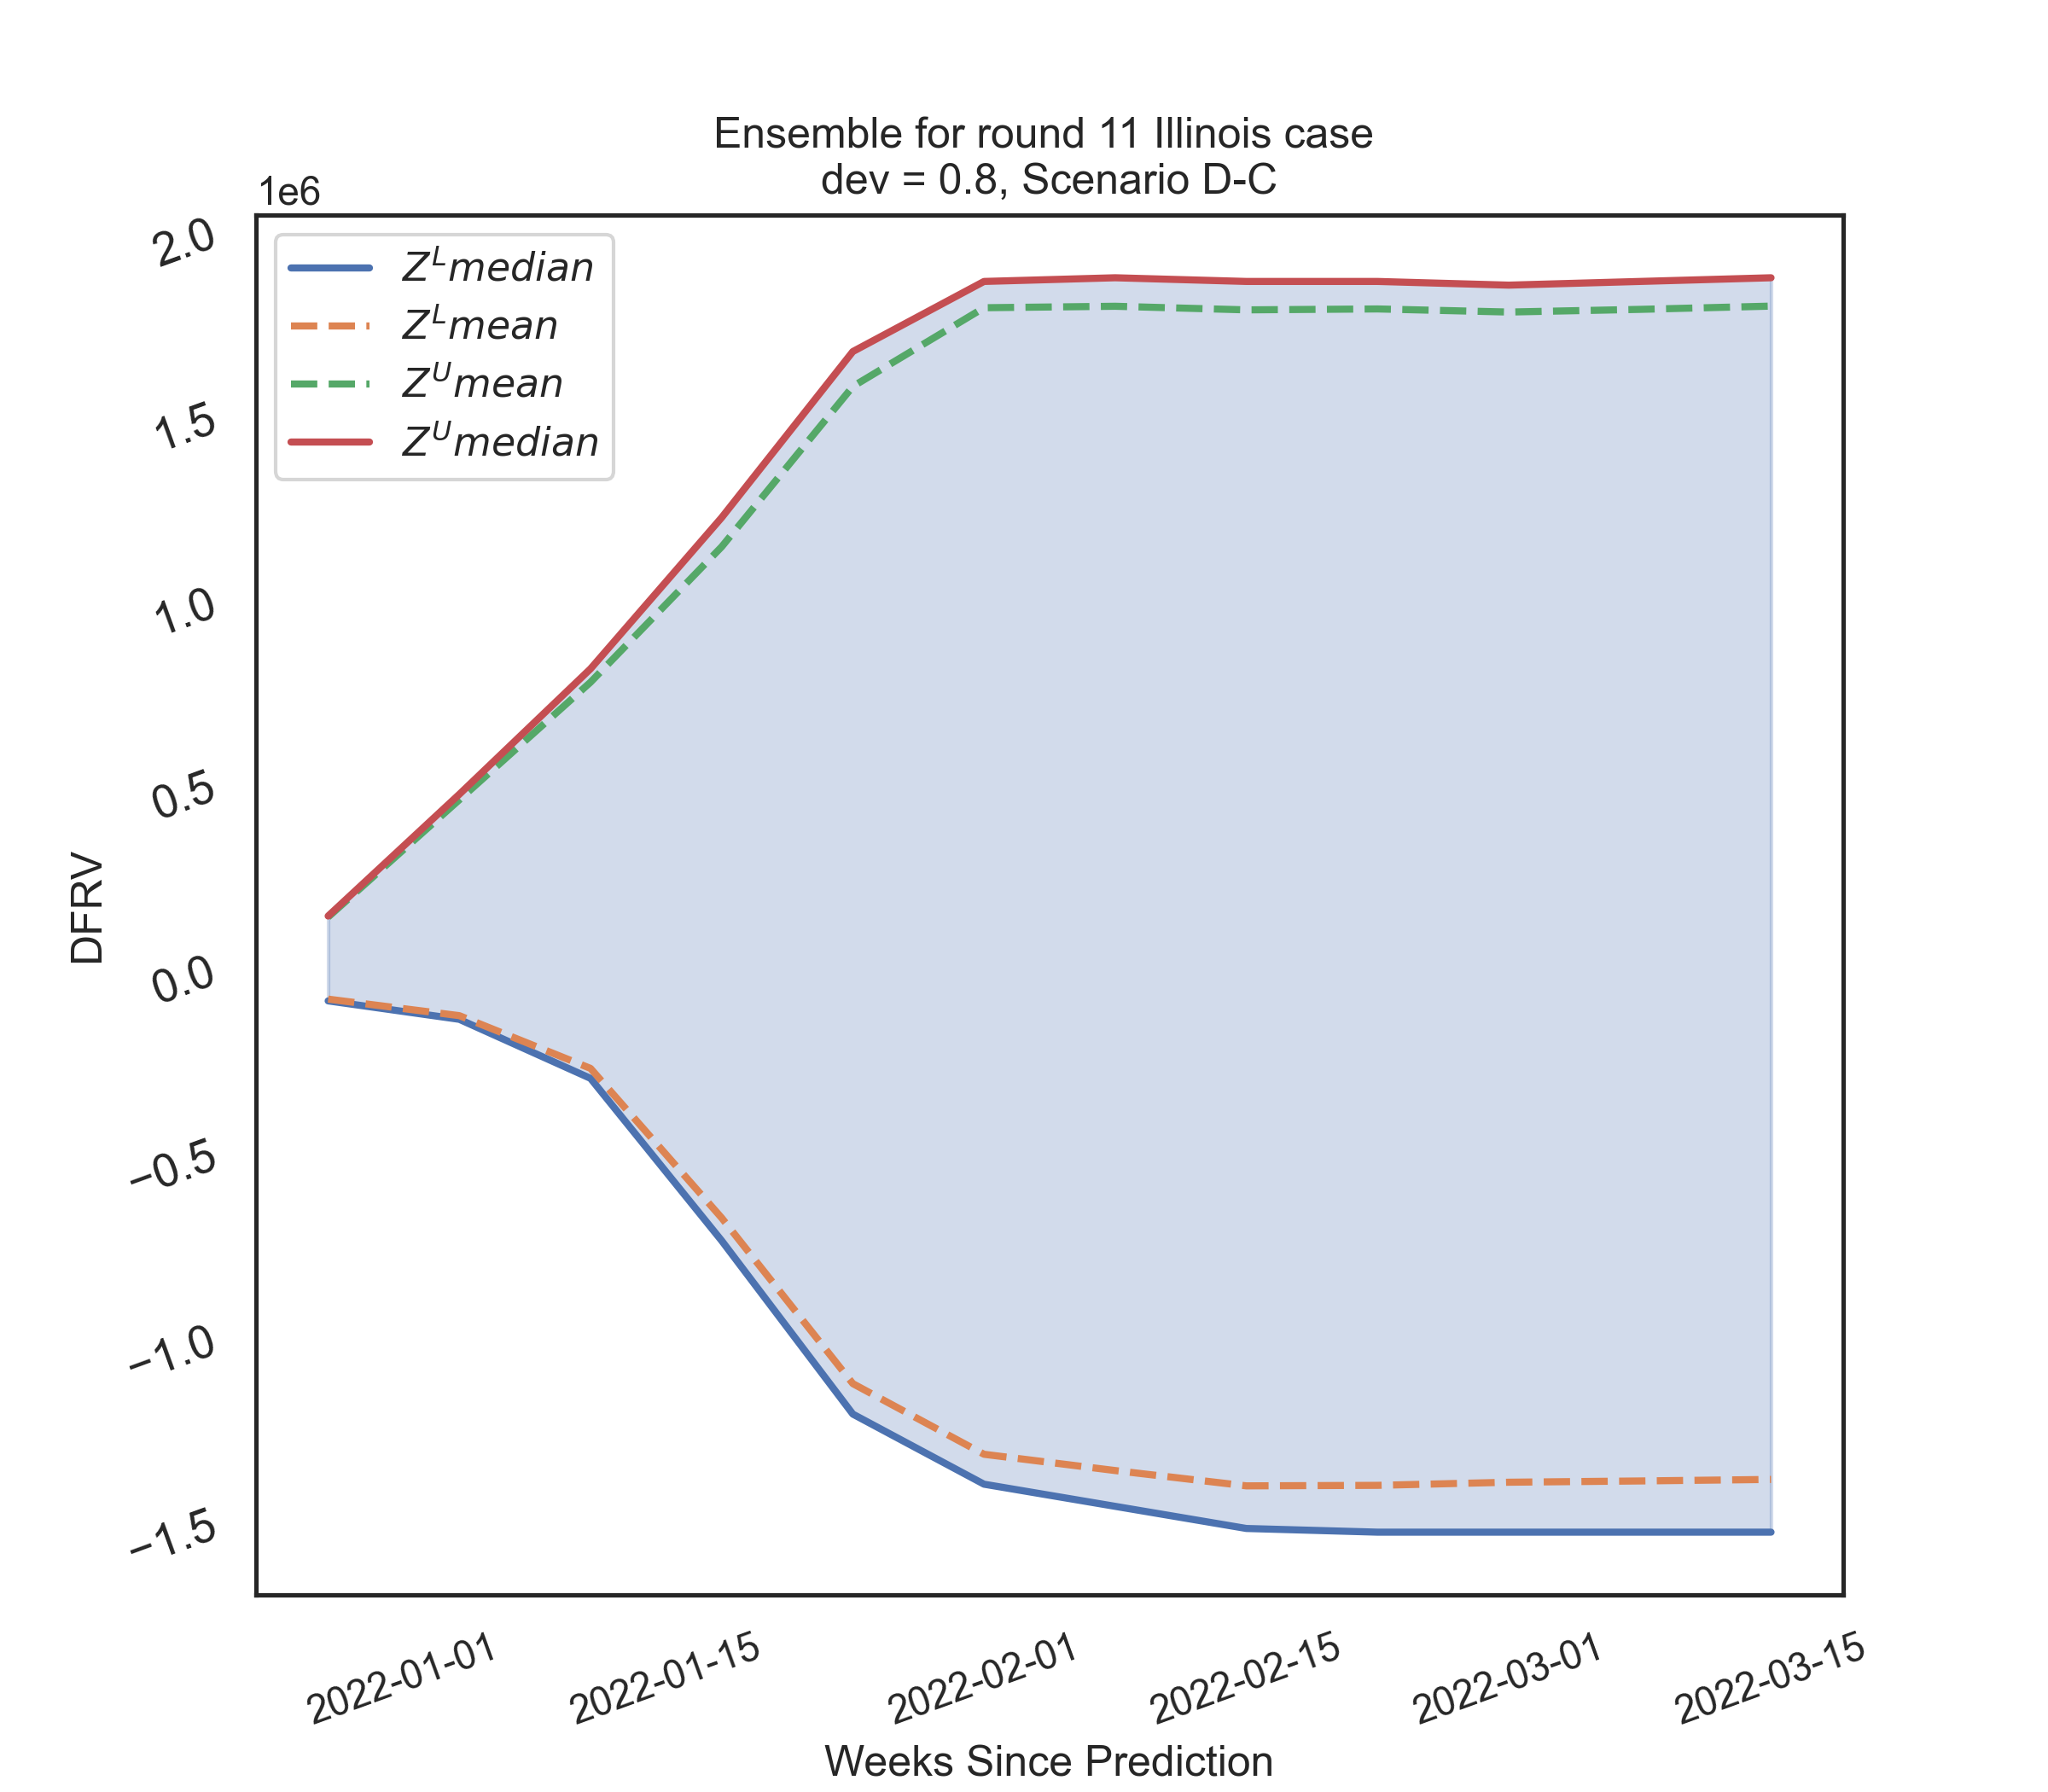 Ensemble for round 11 Illinois case
dev = 0.8, Scenario D-C
1e6
2.0
1.5
1.0
0.5
0.0
−0.5
−1.0
−1.5
DFRV
Z^L median
Z^L mean
Z^U mean
Z^U median
2022-01-01
2022-01-15
2022-02-01
2022-02-15
2022-03-01
2022-03-15
Weeks Since Prediction